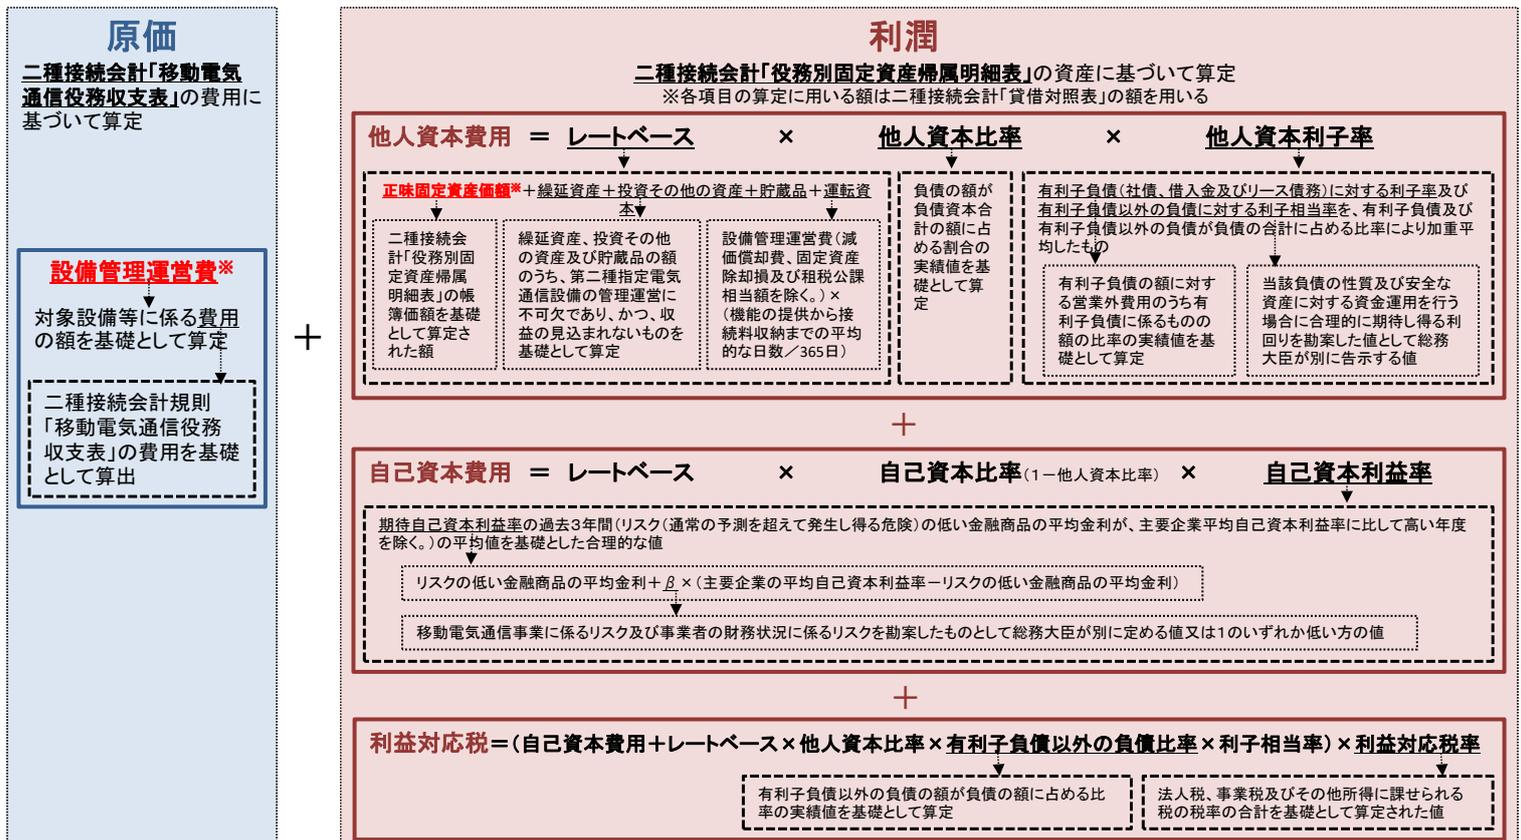 原価
二種接続会計「移動電気
通信役務収支表」の費用に
基づいて算定
設備管理運営費※
対象設備等に係る費用
の額を基礎として算定
二種接続会計規則
「移動電気通信役務
収支表」の費用を基礎
として算出
＋
利潤
二種接続会計「役務別固定資産帰属明細表」の資産に基づいて算定
※各項目の算定に用いる額は二種接続会計「貸借対照表」の額を用いる
他人資本費用 ＝ レートベース × 他人資本比率 × 他人資本利子率
正味固定資産価額※＋繰延資産＋投資その他の資産＋貯蔵品＋運転資
本
二種接続会
計「役務別固
定資産帰属
明細表」の帳
簿価額を基礎
として算定さ
れた額
繰延資産、投資その他
の資産及び貯蔵品の額
のうち、第二種指定電気
通信設備の管理運営に
不可欠であり、かつ、収
益の見込まれないものを
基礎として算定
設備管理運営費（減
価償却費、固定資産
除却損及び租税公課
相当額を除く。）×
（機能の提供から接
続料収納までの平均
的な日数／365日）
負債の額が
負債資本合
計の額に占
める割合の
実績値を基
礎として算
定
有利子負債（社債、借入金及びリース債務）に対する利子率及び
有利子負債以外の負債に対する利子相当率を、有利子負債及び
有利子負債以外の負債が負債の合計に占める比率により加重平
均したもの
有利子負債の額に対す
る営業外費用のうち有
利子負債に係るものの
額の比率の実績値を基
礎として算定
当該負債の性質及び安全な
資産に対する資金運用を行う
場合に合理的に期待し得る利
回りを勘案した値として総務
大臣が別に告示する値
＋
自己資本費用 ＝ レートベース × 自己資本比率（１－他人資本比率） × 自己資本利益率
期待自己資本利益率の過去３年間（リスク（通常の予測を超えて発生し得る危険）の低い金融商品の平均金利が、主要企業平均自己資本利益率に比して高い年度
を除く。）の平均値を基礎とした合理的な値
リスクの低い金融商品の平均金利＋β×（主要企業の平均自己資本利益率－リスクの低い金融商品の平均金利）
移動電気通信事業に係るリスク及び事業者の財務状況に係るリスクを勘案したものとして総務大臣が別に定める値又は１のいずれか低い方の値
＋
利益対応税＝（自己資本費用＋レートベース×他人資本比率×有利子負債以外の負債比率×利子相当率）×利益対応税率
有利子負債以外の負債の額が負債の額に占める比
率の実績値を基礎として算定
法人税、事業税及びその他所得に課せられる
税の税率の合計を基礎として算定された値